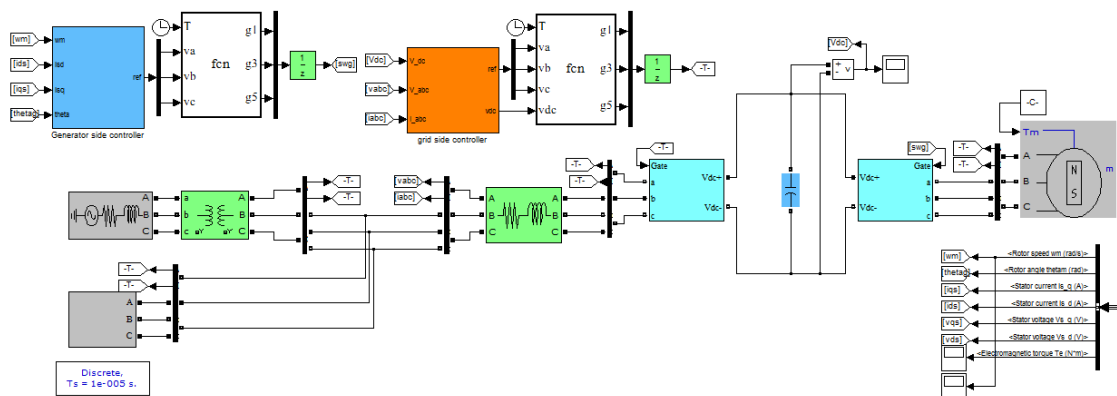 [wm]
[ids]
[iqs]
[thetag]
wm
isd
isq
theta
ref
Generator side controller
T
va
vb
vc
fcn
g1
g3
g5
1
z
[swg]
[Vdc]
[vabc]
[iabc]
V_dc
V_abc
i_abc
ref
vdc
grid side controller
T
va
vb
vc
vdc
fcn
g1
g3
g5
1
z
-T-
[Vdc]
+
-
v
-C-
Tm
m
A
B
C
N
S
[swg]
-T-
-T-
Gate
a
b
c
Vdc+
Vdc-
-T-
Gate
a
b
c
Vdc+
Vdc-
-T-
-T-
[vabc]
[iabc]
A
B
C
A
B
C
-T-
-T-
A
B
C
a
b
c
A
B
C
Y
-T-
-T-
A
B
C
Discrete,
Ts = 1e-005 s.
[wm]
<Rotor speed wm (rad/s)>
[thetag]
<Rotor angle thetam (rad)>
[iqs]
<Stator current is_q (A)>
[ids]
<Stator current is_d (A)>
[vqs]
<Stator voltage Vs_q (V)>
[vds]
<Stator voltage Vs_d (V)>
<Electromagnetic torque Te (N*m)>